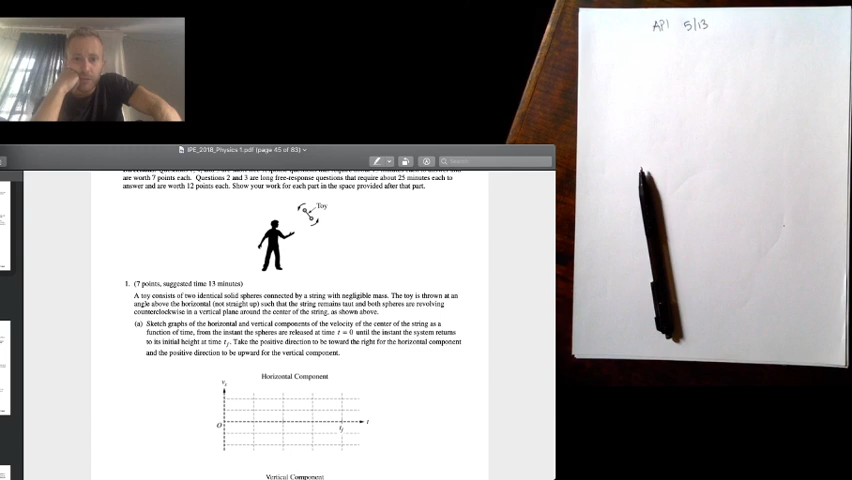 API 5/13
IPE_2018_Physics 1.pdf (page 45 of 83)
Search
are worth 7 points each. Questions 2 and 3 are long free-response questions that require about 25 minutes each to
answer and are worth 12 points each. Show your work for each part in the space provided after that part.
Toy
1. (7 points, suggested time 13 minutes)
A toy consists of two identical solid spheres connected by a string with negligible mass. The toy is thrown at an
angle above the horizontal (not straight up) such that the string remains taut and both spheres are revolving
counterclockwise in a vertical plane around the center of the string, as shown above.
(a) Sketch graphs of the horizontal and vertical components of the velocity of the center of the string as a
function of time, from the instant the spheres are released at time t = 0 until the instant the system returns
to its initial height at time tf. Take the positive direction to be toward the right for the horizontal component
and the positive direction to be upward for the vertical component.
Horizontal Component
O
t
tf
Vertical Component